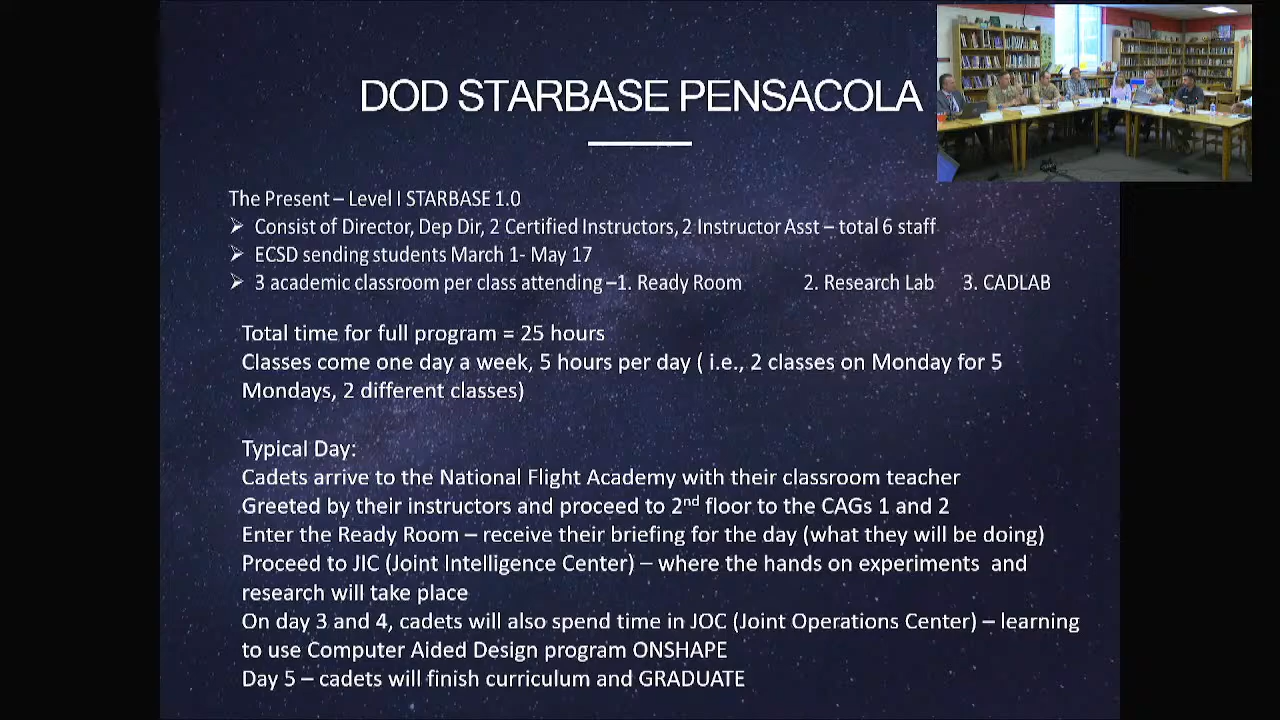 DOD STARBASE PENSACOLA
The Present – Level I STARBASE 1.0
➢ Consist of Director, Dep Dir, 2 Certified Instructors, 2 Instructor Asst – total 6 staff
➢ ECSD sending students March 1- May 17
➢ 3 academic classroom per class attending –1. Ready Room 2. Research Lab 3. CADLAB
Total time for full program = 25 hours
Classes come one day a week, 5 hours per day ( i.e., 2 classes on Monday for 5
Mondays, 2 different classes)
Typical Day:
Cadets arrive to the National Flight Academy with their classroom teacher
Greeted by their instructors and proceed to 2nd floor to the CAGs 1 and 2
Enter the Ready Room – receive their briefing for the day (what they will be doing)
Proceed to JIC (Joint Intelligence Center) – where the hands on experiments and
research will take place
On day 3 and 4, cadets will also spend time in JOC (Joint Operations Center) – learning
to use Computer Aided Design program ONSHAPE
Day 5 – cadets will finish curriculum and GRADUATE